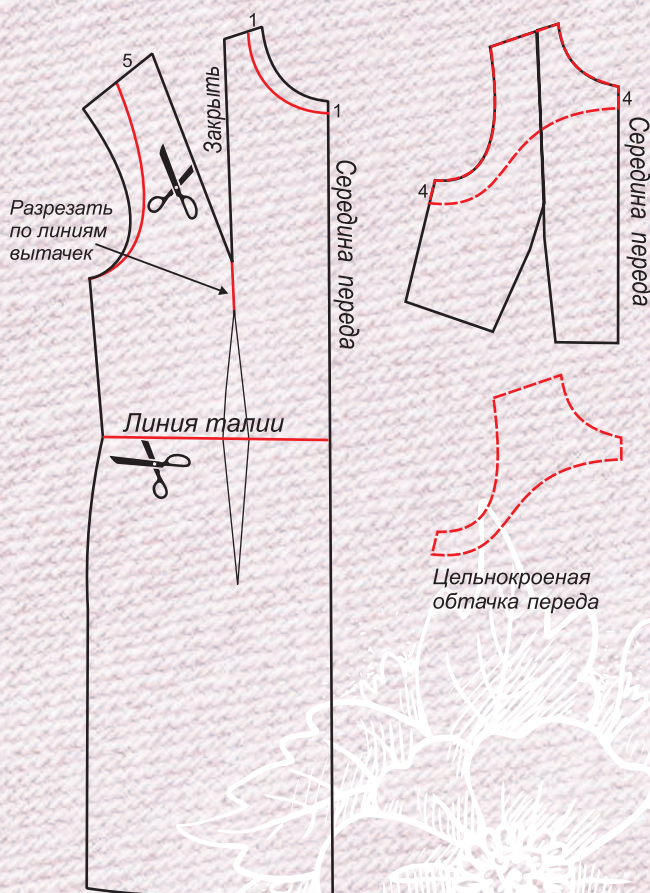 5
1
Закрыть
1
Середина переда
Разрезать
по линиям
вытачек
Линия талии
4
4
Середина переда
Цельнокроеная
обтачка переда